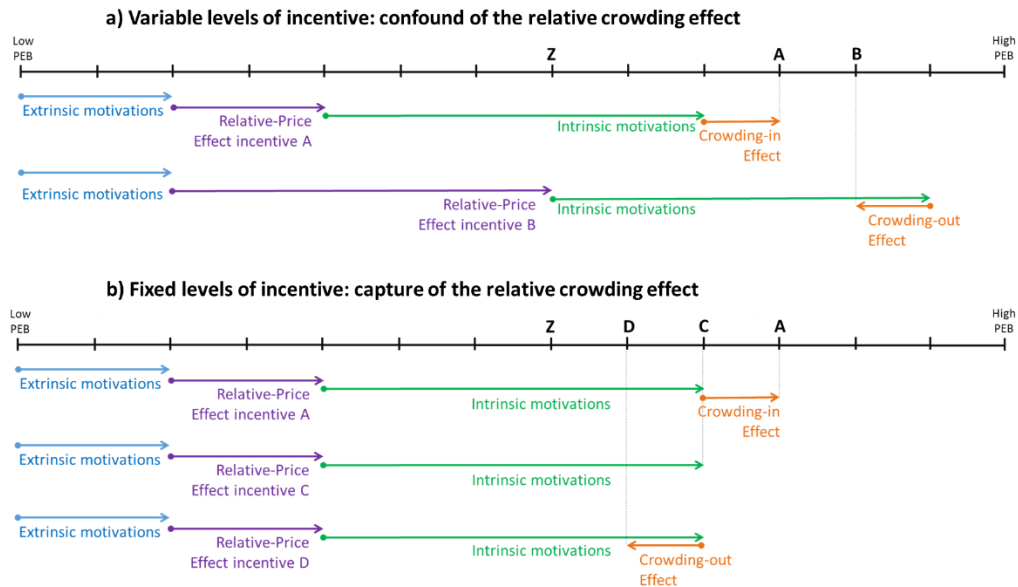 a) Variable levels of incentive: confound of the relative crowding effect
Low
PEB
Z
A
B
High
PEB
Extrinsic motivations
Relative-Price
Effect incentive A
Intrinsic motivations
Crowding-in
Effect
Extrinsic motivations
Relative-Price
Effect incentive B
Intrinsic motivations
Crowding-out
Effect
b) Fixed levels of incentive: capture of the relative crowding effect
Low
PEB
Z
D
C
A
High
PEB
Extrinsic motivations
Relative-Price
Effect incentive A
Intrinsic motivations
Crowding-in
Effect
Extrinsic motivations
Relative-Price
Effect incentive C
Intrinsic motivations
Extrinsic motivations
Relative-Price
Effect incentive D
Intrinsic motivations
Crowding-out
Effect